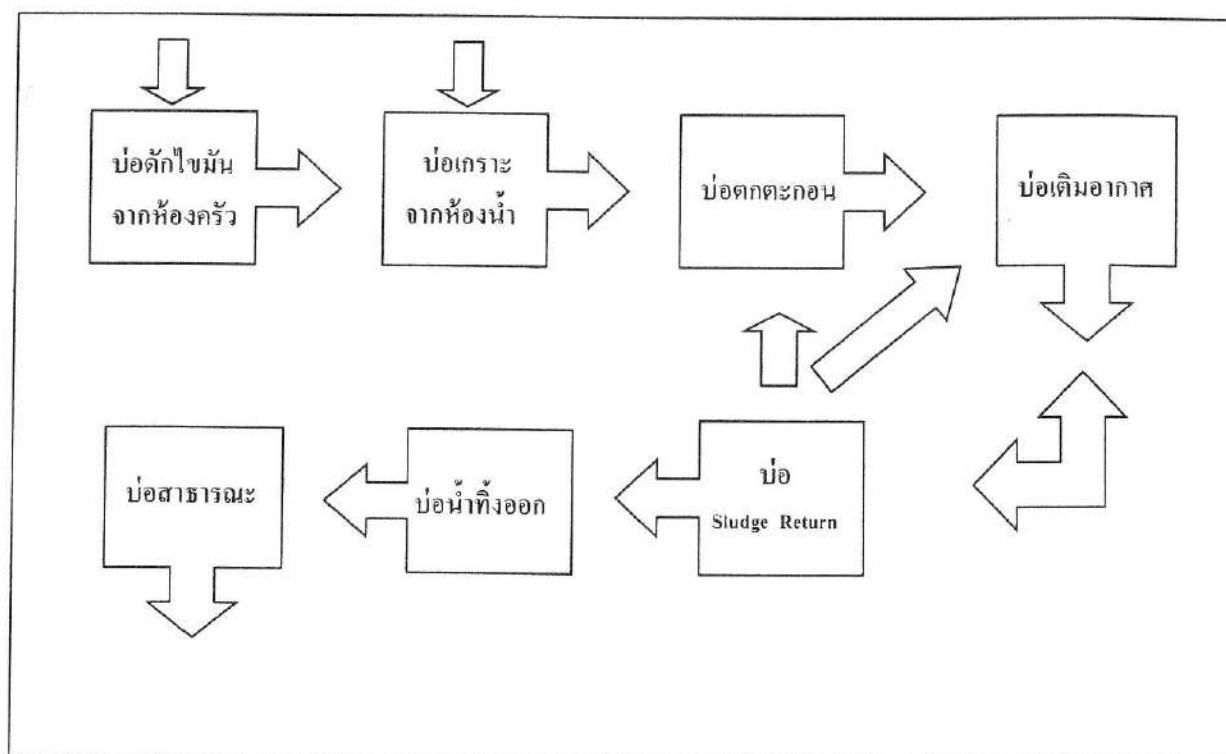 บ่อดักไขมัน
จากห้องครัว
บ่อเกราะ
จากห้องน้ำ
บ่อตกตะกอน
บ่อเติมอากาศ
บ่อสาธารณะ
บ่อน้ำทิ้งออก
บ่อ
Sludge Return